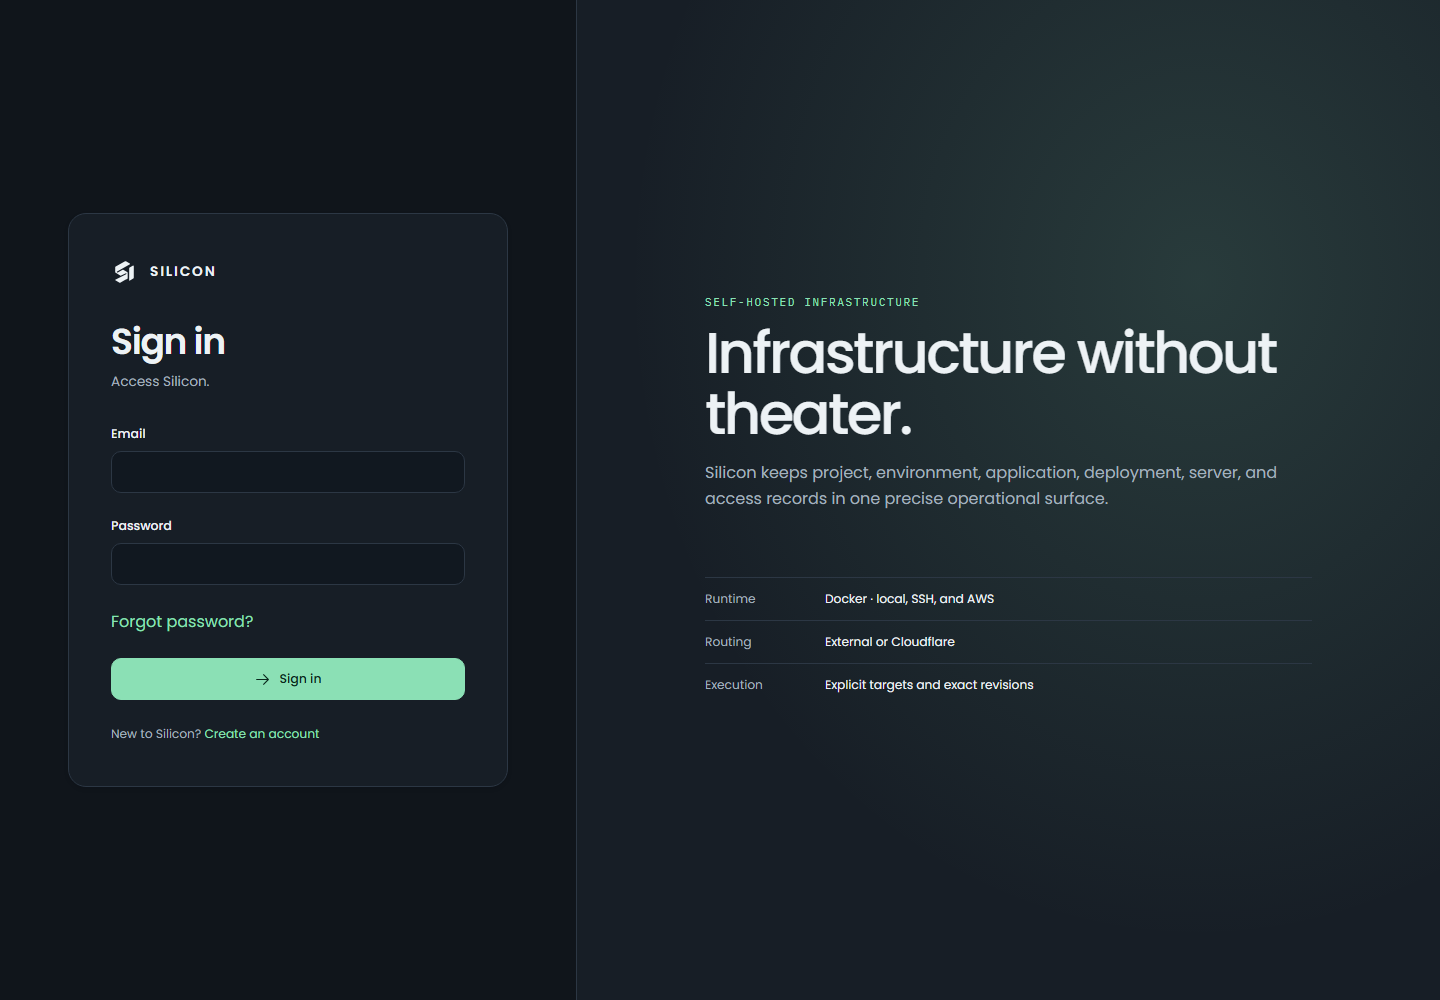 SILICON
Sign in
Access Silicon.
Email
Password
Forgot password?
Sign in
New to Silicon? Create an account
SELF-HOSTED INFRASTRUCTURE
Infrastructure without
theater.
Silicon keeps project, environment, application, deployment, server, and
access records in one precise operational surface.
Runtime Docker · local, SSH, and AWS
Routing External or Cloudflare
Execution Explicit targets and exact revisions